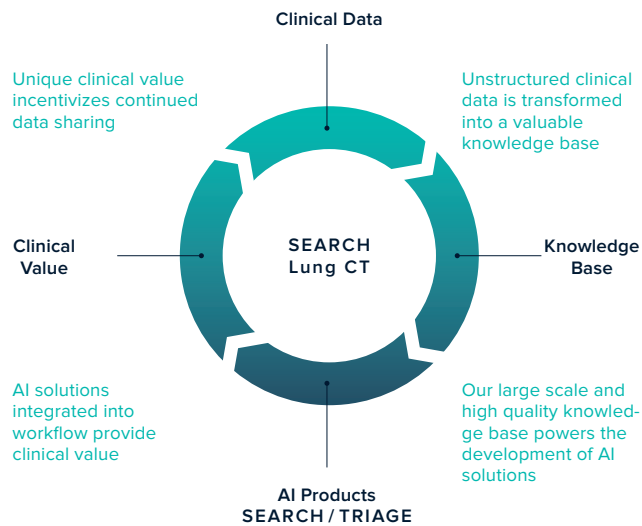 Clinical Data
Unique clinical value
incentivizes continued
data sharing
Unstructured clinical
data is transformed
into a valuable
knowledge base
Clinical
Value
SEARCH
Lung CT
Knowledge
Base
AI solutions
integrated into
workflow provide
clinical value
Our large scale and
high quality knowled-
ge base powers the
development of AI
solutions
AI Products
SEARCH / TRIAGE